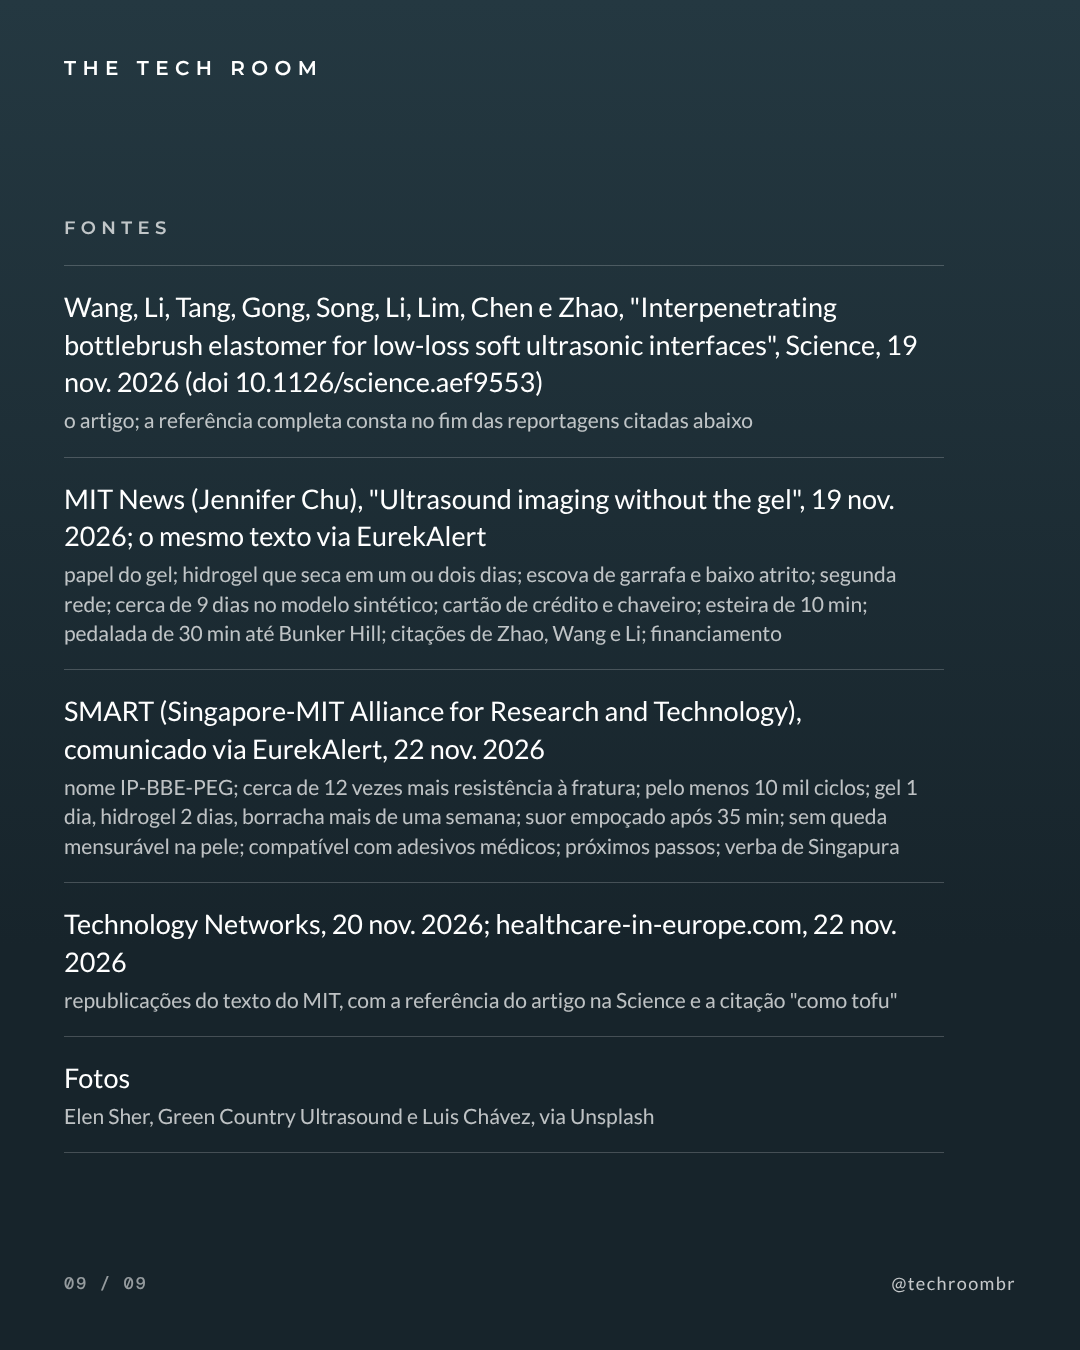 THE TECH ROOM
FONTES
Wang, Li, Tang, Gong, Song, Li, Lim, Chen e Zhao, "Interpenetrating
bottlebrush elastomer for low-loss soft ultrasonic interfaces", Science, 19
nov. 2026 (doi 10.1126/science.aef9553)
o artigo; a referência completa consta no fim das reportagens citadas abaixo
MIT News (Jennifer Chu), "Ultrasound imaging without the gel", 19 nov.
2026; o mesmo texto via EurekAlert
papel do gel; hidrogel que seca em um ou dois dias; escova de garrafa e baixo atrito; segunda
rede; cerca de 9 dias no modelo sintético; cartão de crédito e chaveiro; esteira de 10 min;
pedalada de 30 min até Bunker Hill; citações de Zhao, Wang e Li; financiamento
SMART (Singapore-MIT Alliance for Research and Technology),
comunicado via EurekAlert, 22 nov. 2026
nome IP-BBE-PEG; cerca de 12 vezes mais resistência à fratura; pelo menos 10 mil ciclos; gel 1
dia, hidrogel 2 dias, borracha mais de uma semana; suor empoçado após 35 min; sem queda
mensurável na pele; compatível com adesivos médicos; próximos passos; verba de Singapura
Technology Networks, 20 nov. 2026; healthcare-in-europe.com, 22 nov.
2026
republicações do texto do MIT, com a referência do artigo na Science e a citação "como tofu"
Fotos
Elen Sher, Green Country Ultrasound e Luis Chávez, via Unsplash
09 / 09
@techroombr